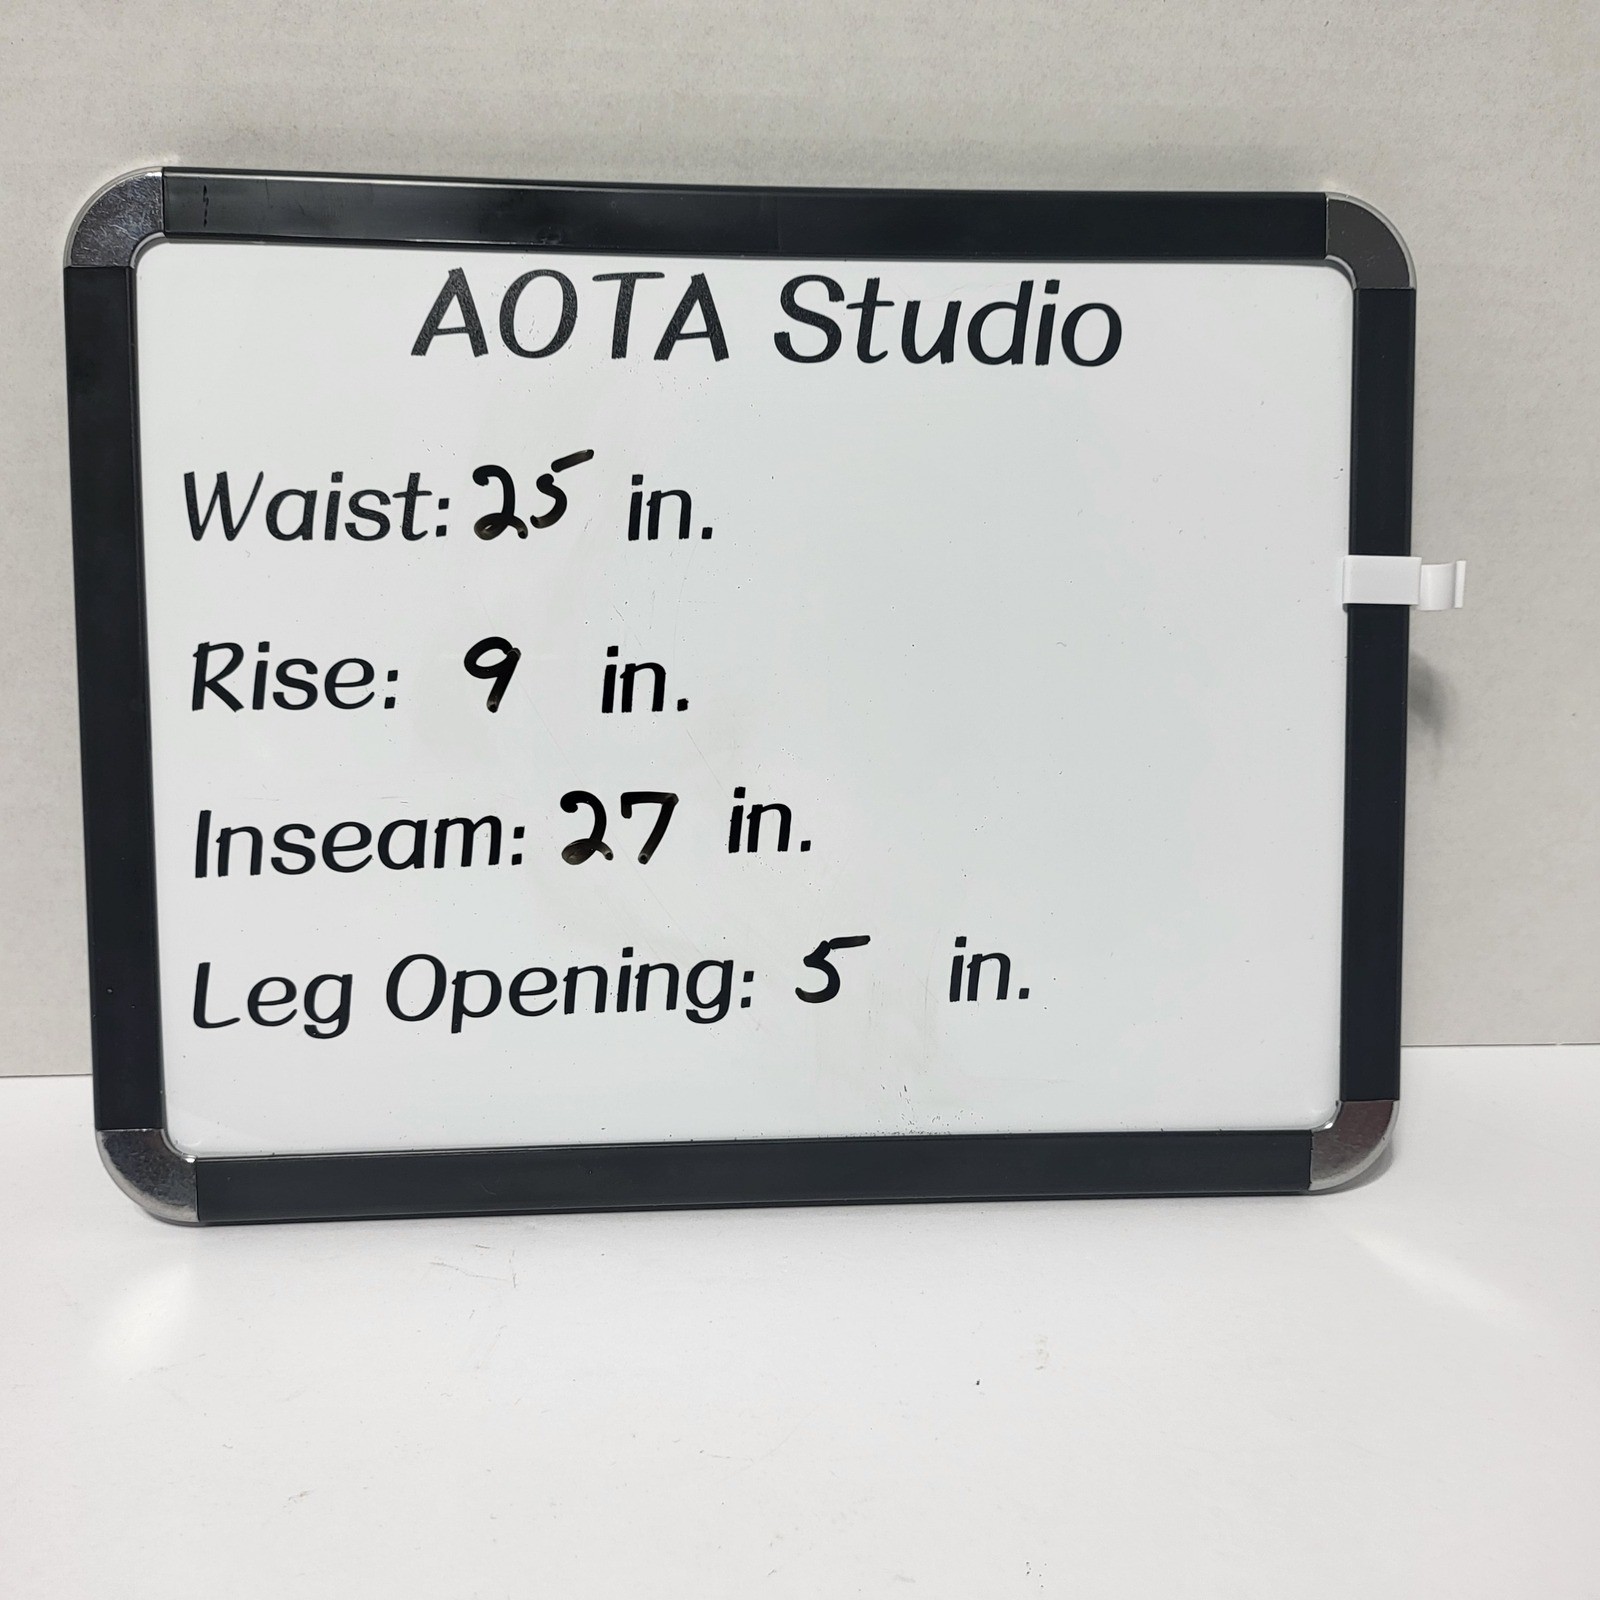 AOTA Studio
Waist: 25 in.
Rise: 9 in.
Inseam: 27 in.
Leg Opening: 5 in.